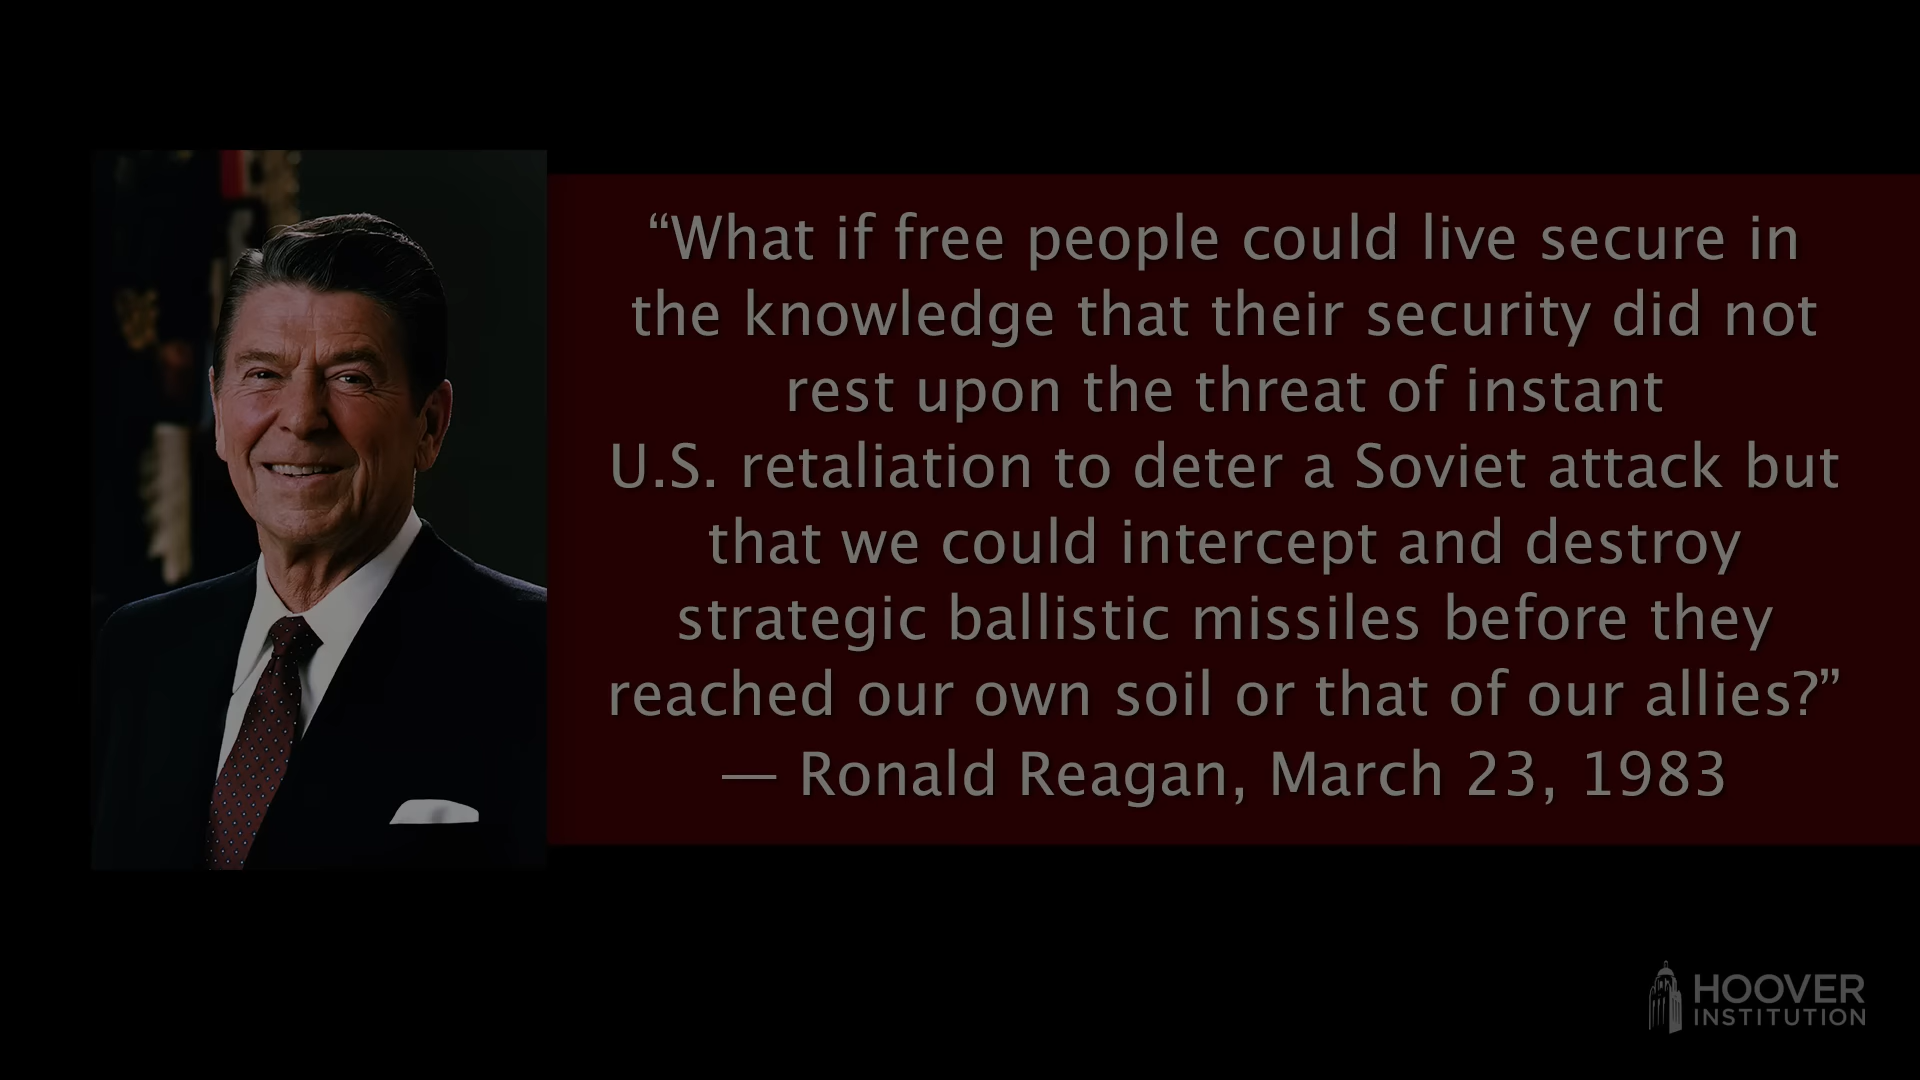 “What if free people could live secure in
the knowledge that their security did not
rest upon the threat of instant
U.S. retaliation to deter a Soviet attack but
that we could intercept and destroy
strategic ballistic missiles before they
reached our own soil or that of our allies?”
— Ronald Reagan, March 23, 1983
HOOVER
INSTITUTION